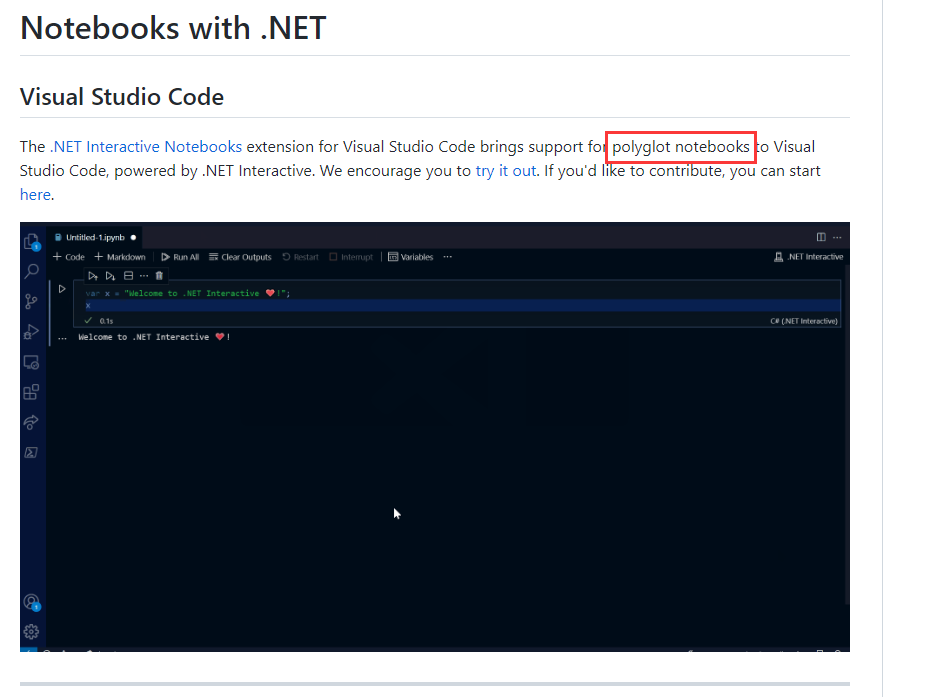 Notebooks with .NET
Visual Studio Code
The .NET Interactive Notebooks extension for Visual Studio Code brings support for polyglot notebooks to Visual
Studio Code, powered by .NET Interactive. We encourage you to try it out. If you'd like to contribute, you can start
here.
Untitled-1.ipynb
+ Code + Markdown Run All Clear Outputs Restart Interrupt Variables ... .NET Interactive
var x = "Welcome to .NET Interactive ❤!";
x
✓ 0.1s C# (.NET Interactive)
... Welcome to .NET Interactive ❤!